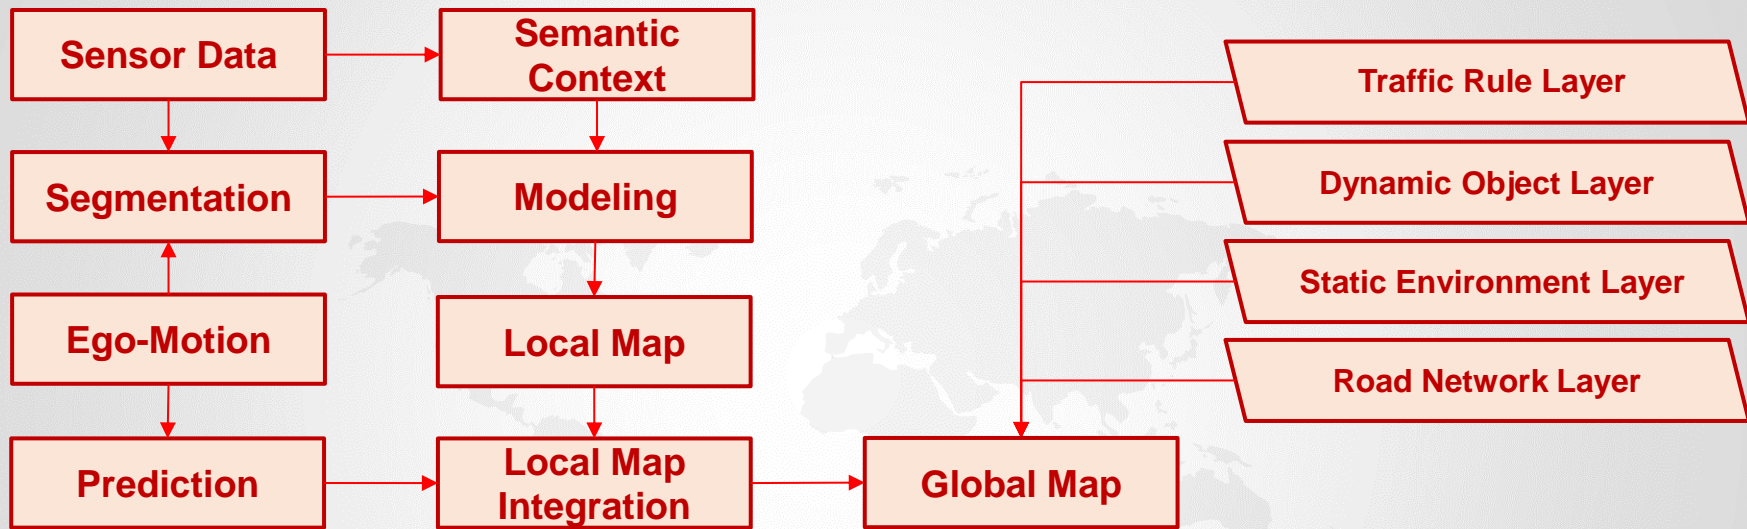 Sensor Data
Semantic
Context
Traffic Rule Layer
Segmentation
Modeling
Dynamic Object Layer
Static Environment Layer
Ego-Motion
Local Map
Road Network Layer
Prediction
Local Map
Integration
Global Map